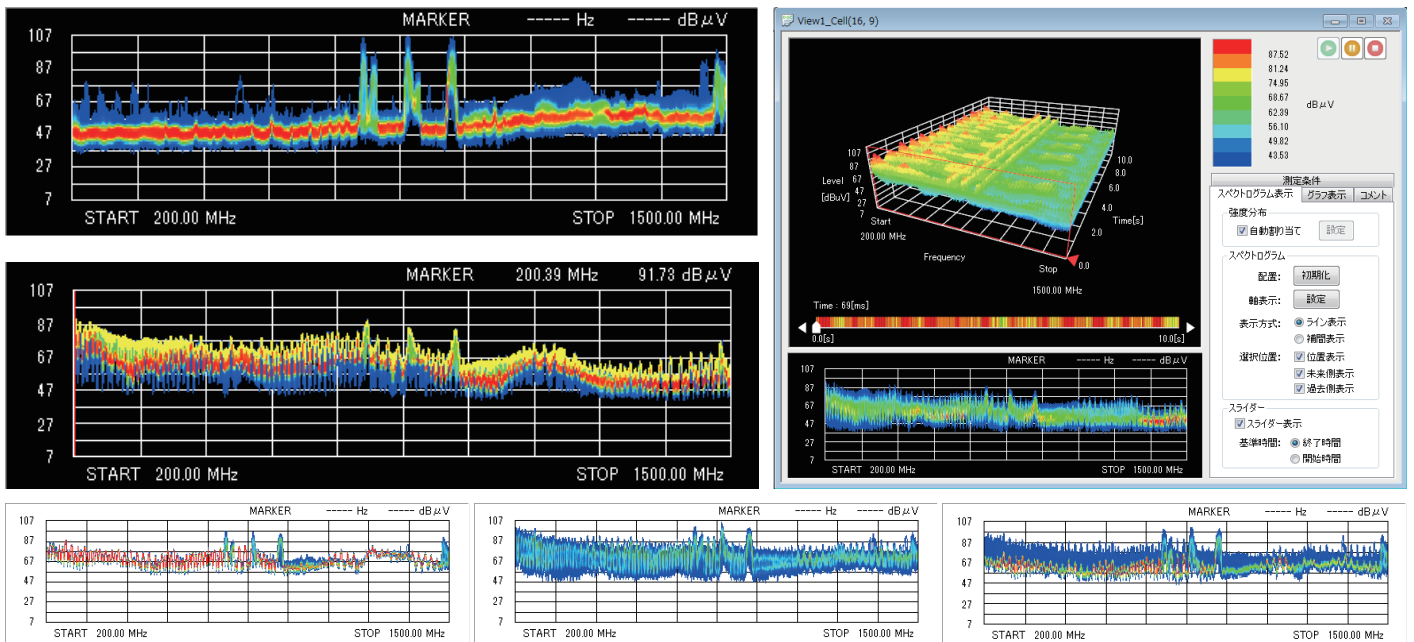 MARKER ----- Hz ----- dBμV
107
87
67
47
27
7
START 200.00 MHz STOP 1500.00 MHz
MARKER 200.39 MHz 91.73 dBμV
107
87
67
47
27
7
START 200.00 MHz STOP 1500.00 MHz
View1_Cell(16, 9)
107
87
67
47
27
7
Level
[dBuV]
Start
200.00 MHz
Frequency
Stop
1500.00 MHz
10.0
8.0
6.0
4.0
2.0
0.0
Time[s]
Time : 69[ms]
0.0[s] 10.0[s]
MARKER ---- Hz ---- dBμV
107
87
67
47
27
7
START 200.00 MHz STOP 1500.00 MHz
87.52
81.24
74.95
68.67
62.39
56.10
49.82
43.53
dBμV
測定条件
スペクトログラム表示 グラフ表示 コメント
強度分布
自動割り当て 設定
スペクトログラム
配置: 初期化
軸表示: 設定
表示方式: ライン表示
補間表示
選択位置: 位置表示
未来側表示
過去側表示
スライダー
スライダー表示
基準時間: 終了時間
開始時間
MARKER ----- Hz ----- dBμV
107
87
67
47
27
7
START 200.00 MHz STOP 1500.00 MHz
MARKER ----- Hz ----- dBμV
107
87
67
47
27
7
START 200.00 MHz STOP 1500.00 MHz
MARKER ----- Hz ----- dBμV
107
87
67
47
27
7
START 200.00 MHz STOP 1500.00 MHz